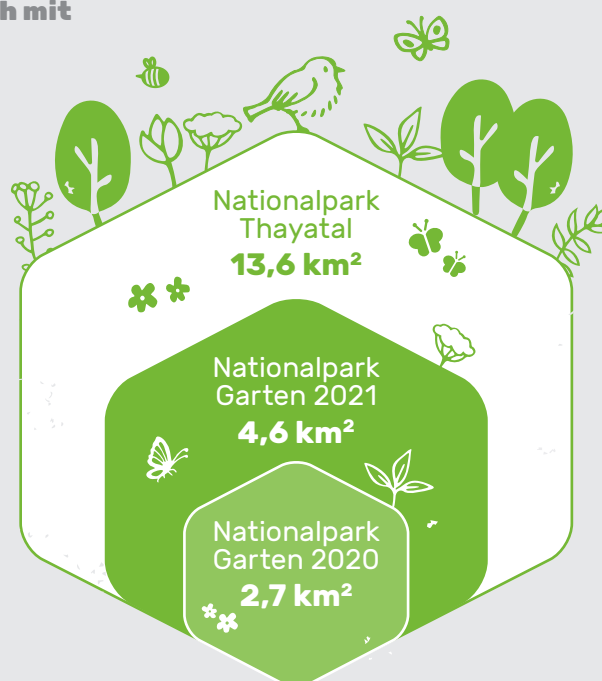 h mit
Nationalpark
Thayatal
13,6 km²
Nationalpark
Garten 2021
4,6 km²
Nationalpark
Garten 2020
2,7 km²